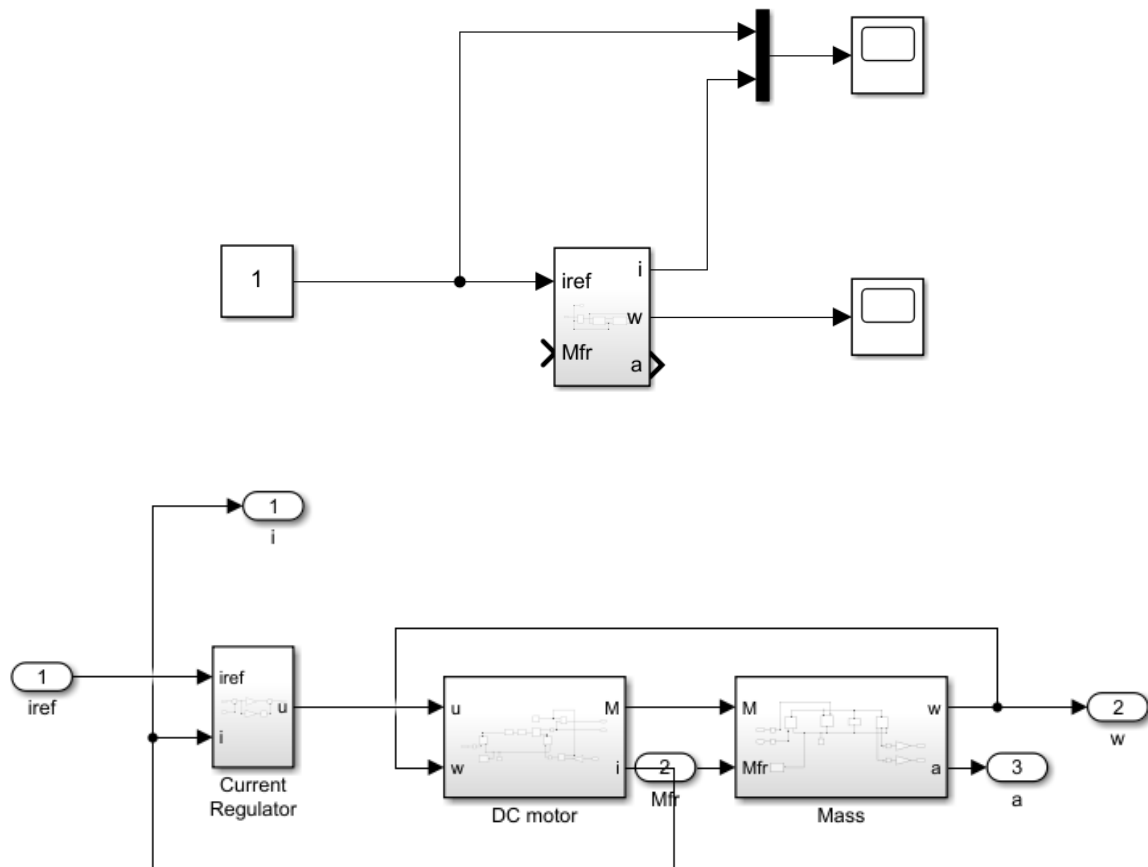 1
iref
i
w
Mfr
a
1
i
1
iref
iref
u
i
Current
Regulator
u
M
w
i
DC motor
2
Mfr
M
w
Mfr
a
Mass
2
w
3
a